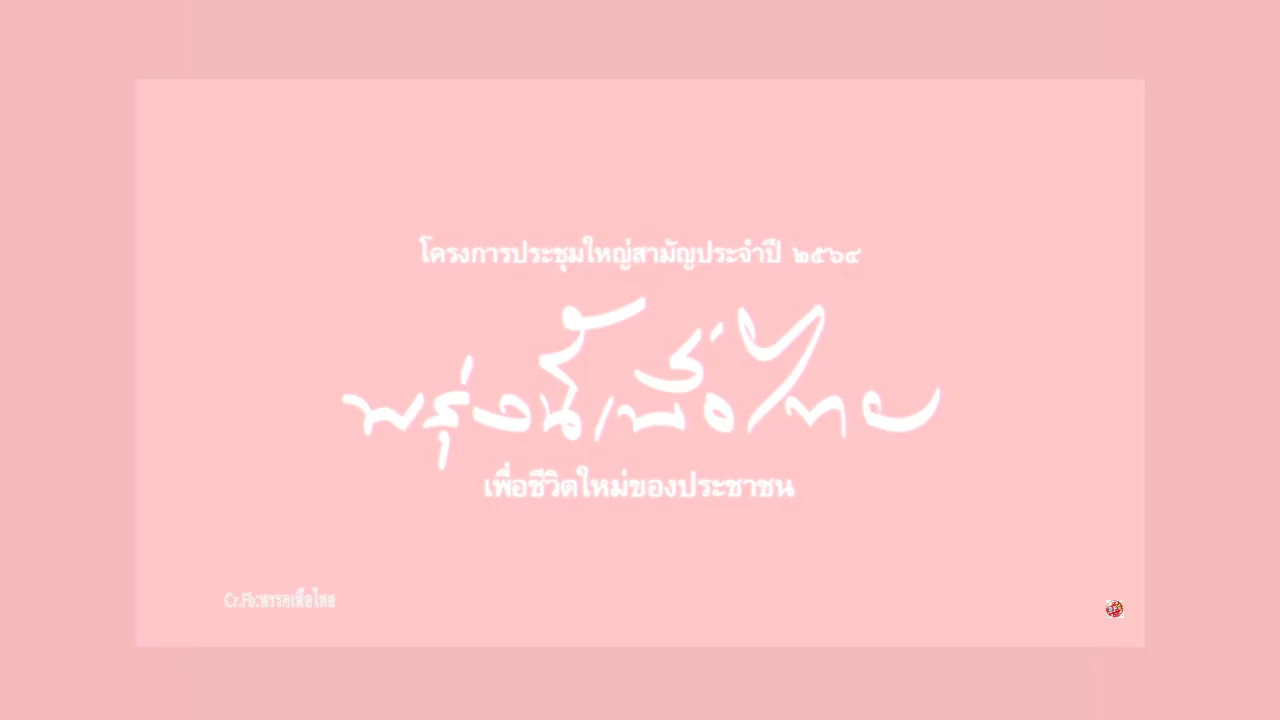 โครงการประชุมใหญ่สามัญประจำปี ๒๕๖๔
พรุ่งนี้เพื่อไทย
เพื่อชีวิตใหม่ของประชาชน
Cr.Fb:พรรคเพื่อไทย